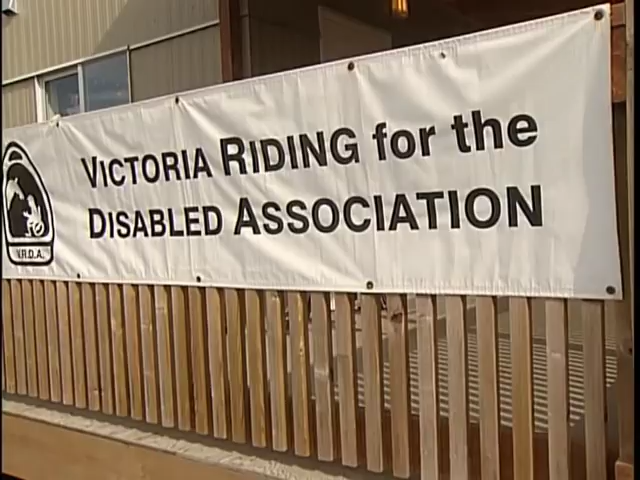 VICTORIA RIDING for the
DISABLED ASSOCIATION
V.R.D.A.